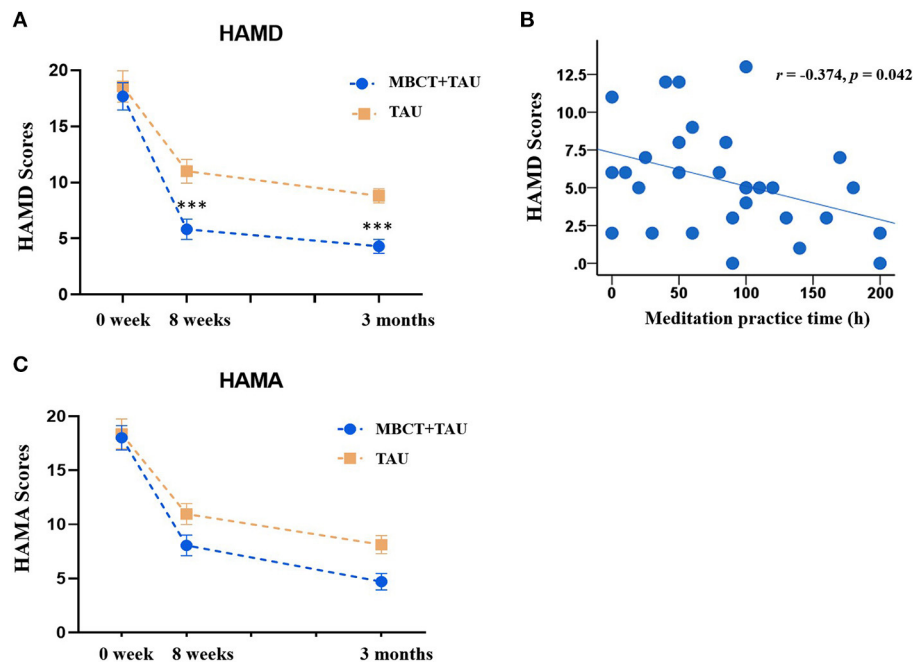 A
HAMD
20
15
10
5
0
HAMD Scores
MBCT+TAU
TAU
***
***
0 week 8 weeks 3 months
B
HAMD Scores
12.5
10.0
7.5
5.0
2.5
.0
r = -0.374, p = 0.042
0 50 100 150 200
Meditation practice time (h)
C
HAMA
20
15
10
5
0
HAMA Scores
MBCT+TAU
TAU
0 week 8 weeks 3 months